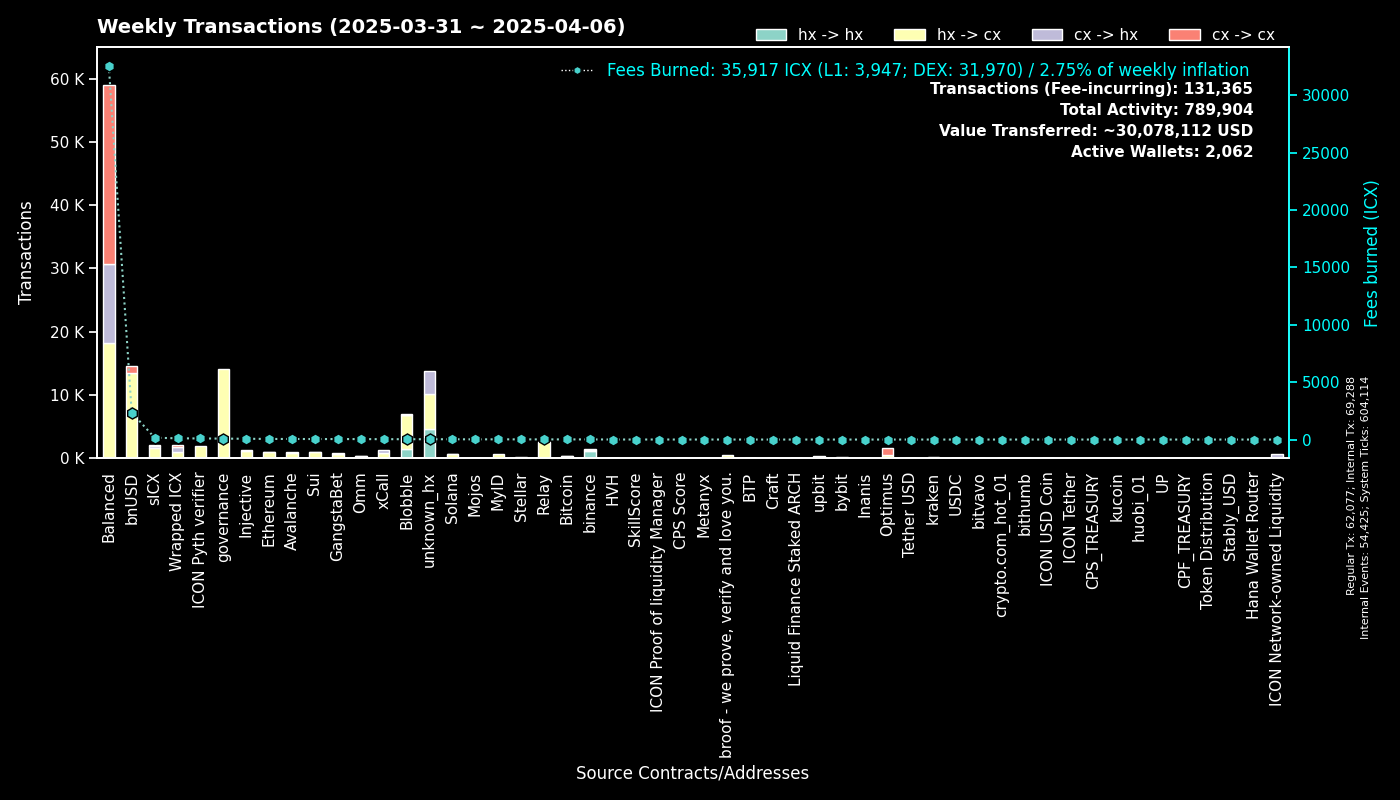 Weekly Transactions (2025-03-31 ~ 2025-04-06)
hx -> hx
hx -> cx
cx -> hx
cx -> cx
Fees Burned: 35,917 ICX (L1: 3,947; DEX: 31,970) / 2.75% of weekly inflation
Transactions (Fee-incurring): 131,365
Total Activity: 789,904
Value Transferred: ~30,078,112 USD
Active Wallets: 2,062
Transactions
60 K
50 K
40 K
30 K
20 K
10 K
0 K
30000
25000
20000
15000
10000
5000
0
Fees burned (ICX)
Regular Tx: 62,077; Internal Tx: 69,288
Internal Events: 54,425; System Ticks: 604,114
Balanced
bnUSD
sICX
Wrapped ICX
ICON Pyth verifier
governance
Injective
Ethereum
Avalanche
Sui
GangstaBet
Omm
xCall
Blobble
unknown_hx
Solana
Mojos
MyID
Stellar
Relay
Bitcoin
binance
HVH
SkillScore
ICON Proof of liquidity Manager
CPS Score
Metanyx
broof - we prove, verify and love you.
BTP
Craft
Liquid Finance Staked ARCH
upbit
bybit
Inanis
Optimus
Tether USD
kraken
USDC
bitvavo
crypto.com_hot_01
bithumb
ICON USD Coin
ICON Tether
CPS_TREASURY
kucoin
huobi_01
UP
CPF_TREASURY
Token Distribution
Stably_USD
Hana Wallet Router
ICON Network-owned Liquidity
Source Contracts/Addresses